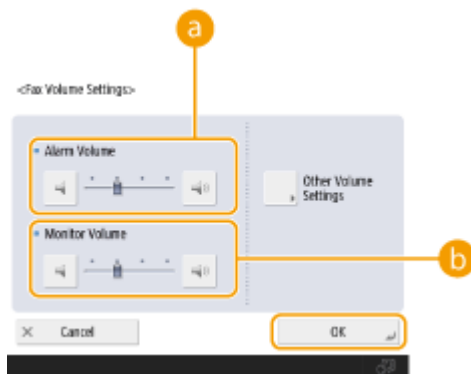 a
<Fax Volume Settings>
Alarm Volume
Other Volume
Settings
Monitor Volume
b
Cancel
OK